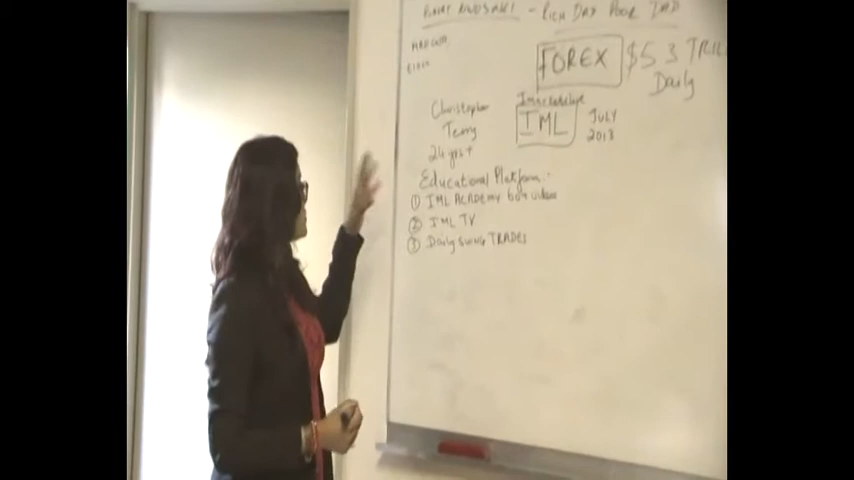 - RICH DAD POOR DAD
FOREX $5 3 TRIL
Daily
Christopher
Terry
24 yrs +
IML
JULY
2013
Educational Platform:
① IML ACADEMY 60+ videos
② IML TV
③ Daily SWING TRADES